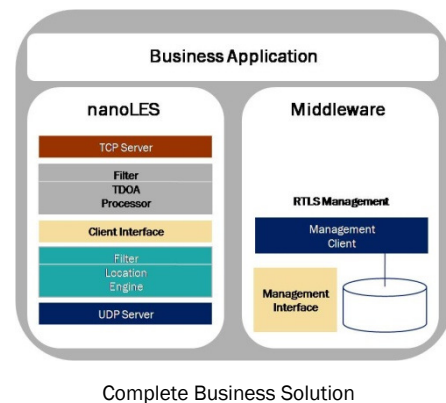 Business Application
nanoLES
TCP Server
Filter
TDOA
Processor
Client Interface
Filter
Location
Engine
UDP Server
Middleware
RTLS Management
Management
Client
Management
Interface
Complete Business Solution